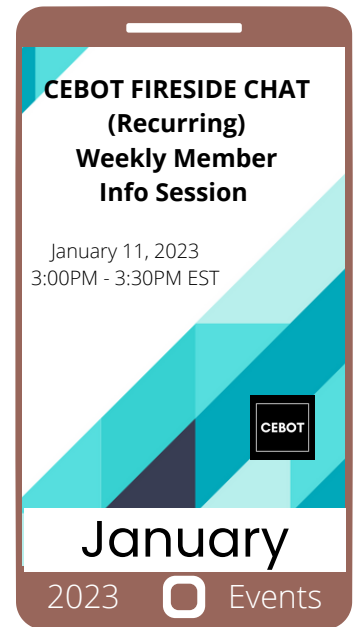 CEBOT FIRESIDE CHAT
(Recurring)
Weekly Member
Info Session
January 11, 2023
3:00PM - 3:30PM EST
CEBOT
January
2023 Events